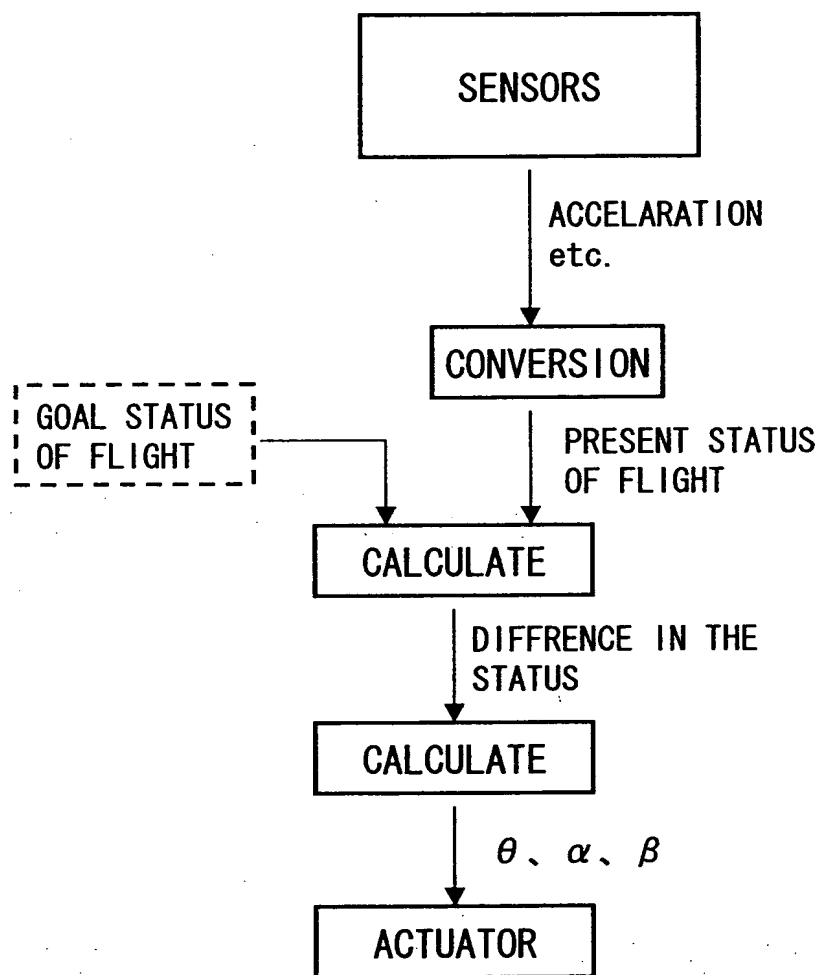 SENSORS
ACCELARATION
etc.
CONVERSION
GOAL STATUS
OF FLIGHT
PRESENT STATUS
OF FLIGHT
CALCULATE
DIFFRENCE IN THE
STATUS
CALCULATE
θ、α、β
ACTUATOR